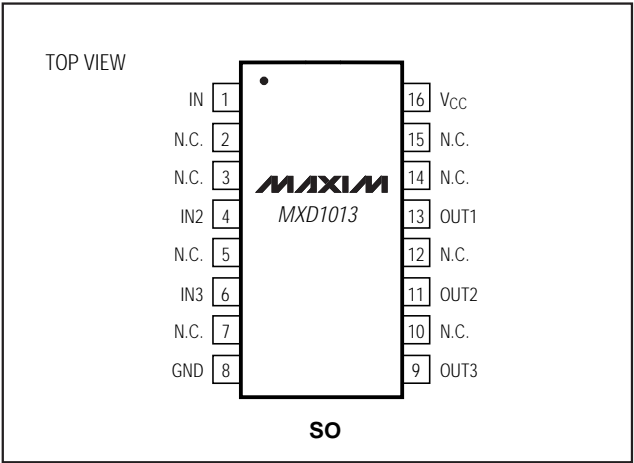 TOP VIEW
IN 1 16 VCC
N.C. 2 15 N.C.
N.C. 3 14 N.C.
MAXIM
IN2 4 MXD1013 13 OUT1
N.C. 5 12 N.C.
IN3 6 11 OUT2
N.C. 7 10 N.C.
GND 8 9 OUT3
SO